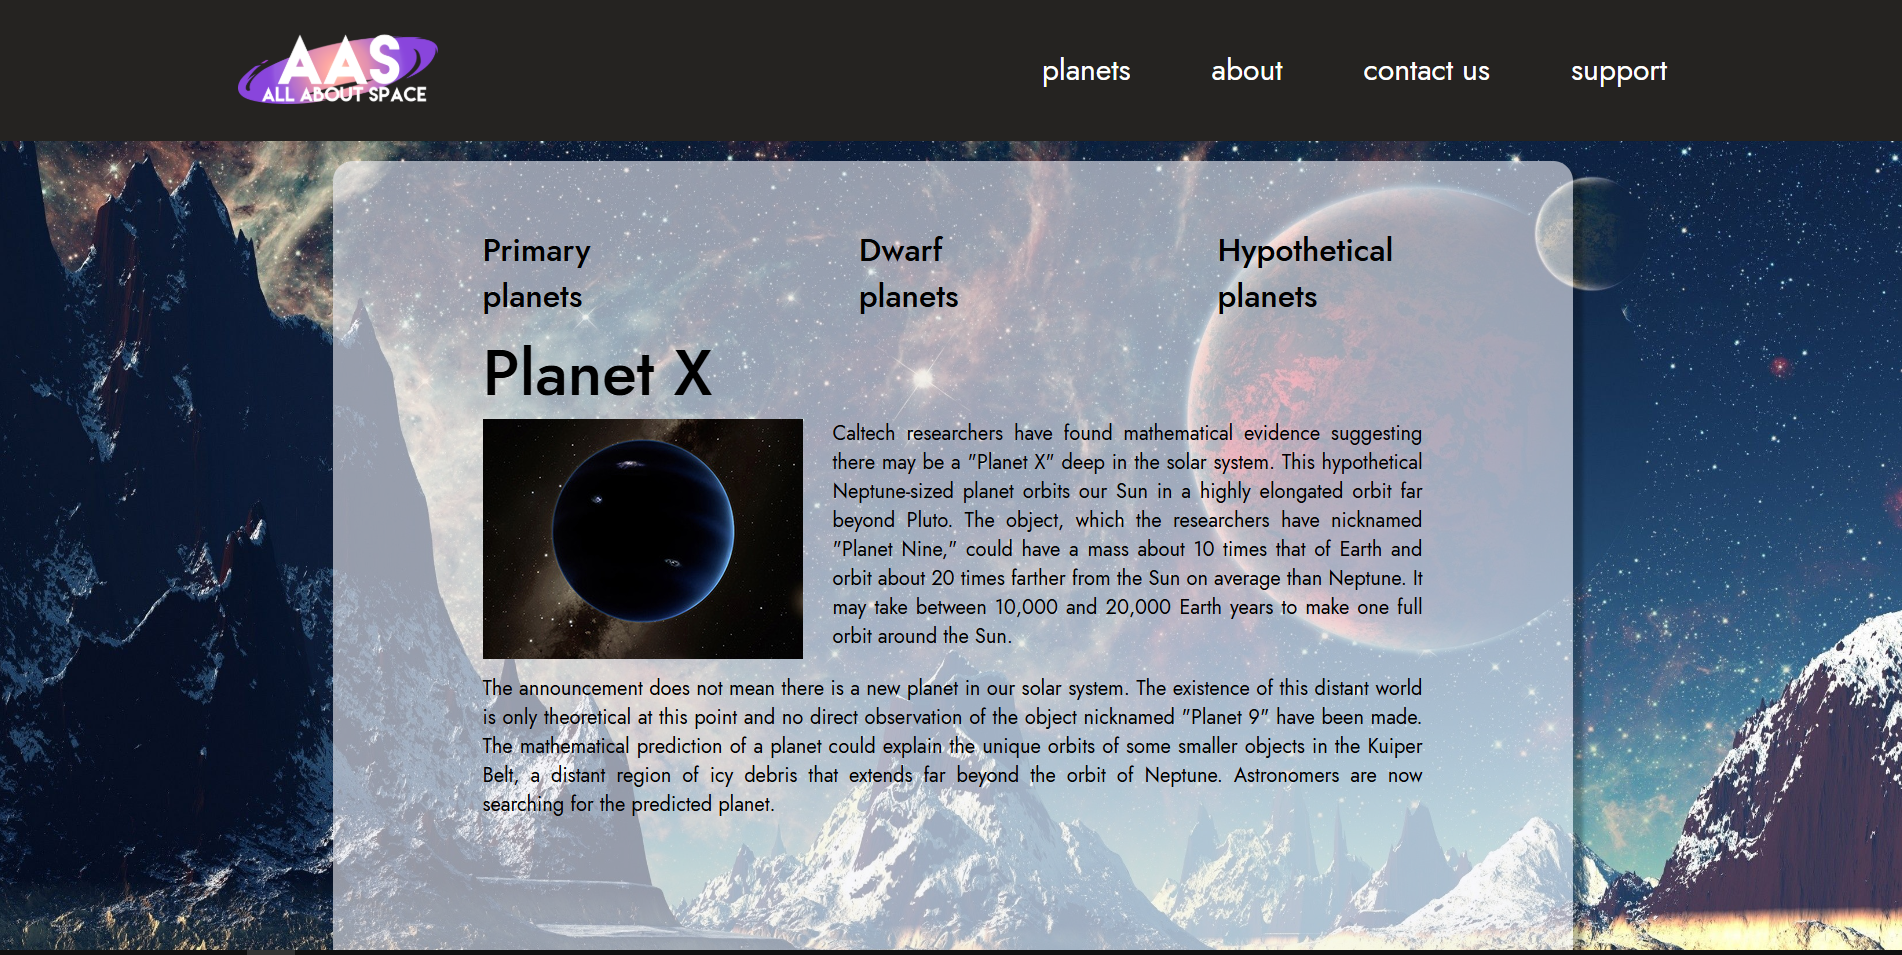 AAS
ALL ABOUT SPACE
planets about contact us support
Primary planets
Dwarf planets
Hypothetical planets
Planet X
Caltech researchers have found mathematical evidence suggesting
there may be a "Planet X" deep in the solar system. This hypothetical
Neptune-sized planet orbits our Sun in a highly elongated orbit far
beyond Pluto. The object, which the researchers have nicknamed
"Planet Nine," could have a mass about 10 times that of Earth and
orbit about 20 times farther from the Sun on average than Neptune. It
may take between 10,000 and 20,000 Earth years to make one full
orbit around the Sun.
The announcement does not mean there is a new planet in our solar system. The existence of this distant world
is only theoretical at this point and no direct observation of the object nicknamed "Planet 9" have been made.
The mathematical prediction of a planet could explain the unique orbits of some smaller objects in the Kuiper
Belt, a distant region of icy debris that extends far beyond the orbit of Neptune. Astronomers are now
searching for the predicted planet.